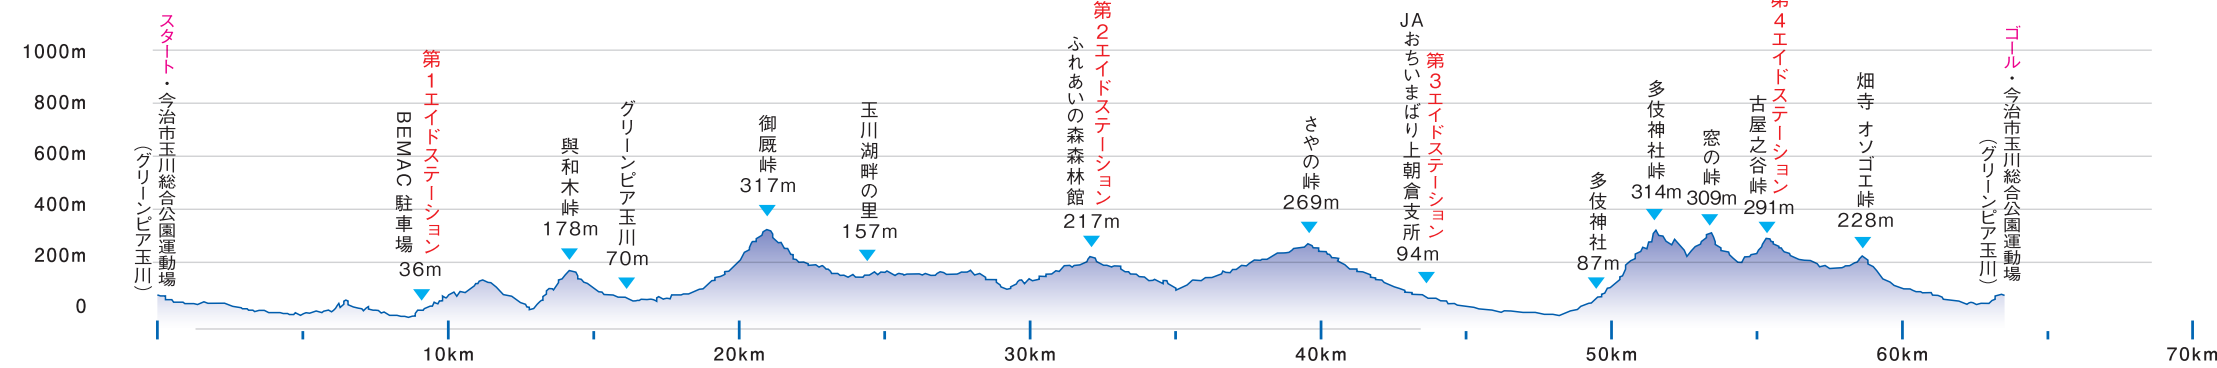 1000m
800m
600m
400m
200m
0
スタート・今治市玉川総合公園運動場
（グリーンピア玉川）
第1エイドステーション
BEMAC 駐車場
36m
與和木峠
178m
グリーンピア玉川
70m
御厩峠
317m
玉川湖畔の里
157m
第2エイドステーション
ふれあいの森森林館
217m
さやの峠
269m
第3エイドステーション
JAおちいまばり上朝倉支所
94m
多伎神社
87m
多伎神社峠
314m
窓の峠
309m
第4エイドステーション
古屋之谷峠
291m
畑寺 オソゴエ峠
228m
ゴール・今治市玉川総合公園運動場
（グリーンピア玉川）
10km
20km
30km
40km
50km
60km
70km